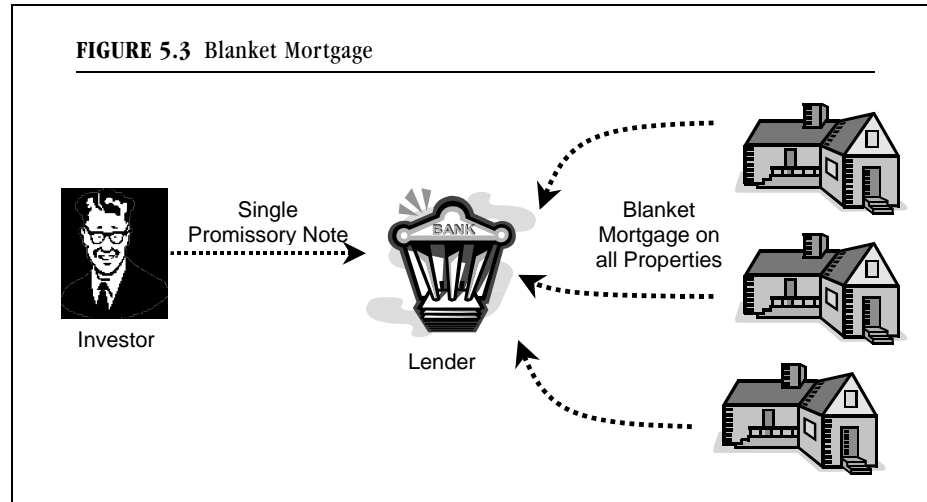 FIGURE 5.3 Blanket Mortgage
Single
Promissory Note
BANK
Blanket
Mortgage on
all Properties
Investor
Lender